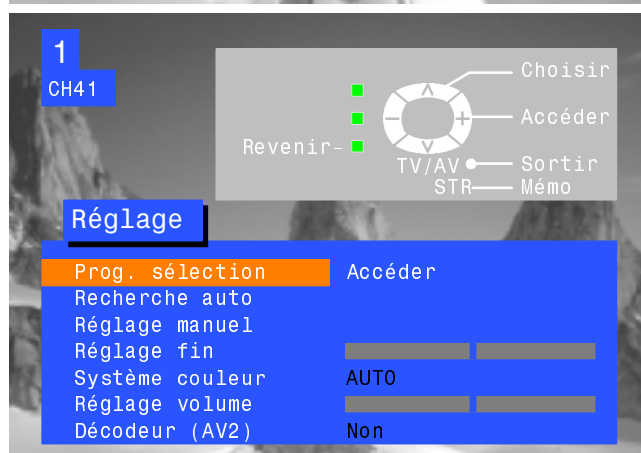 1
CH41
Choisir
Accéder
Revenir
TV/AV Sortir
STR Mémo
Réglage
Prog. sélection Accéder
Recherche auto
Réglage manuel
Réglage fin
Système couleur AUTO
Réglage volume
Décodeur (AV2) Non